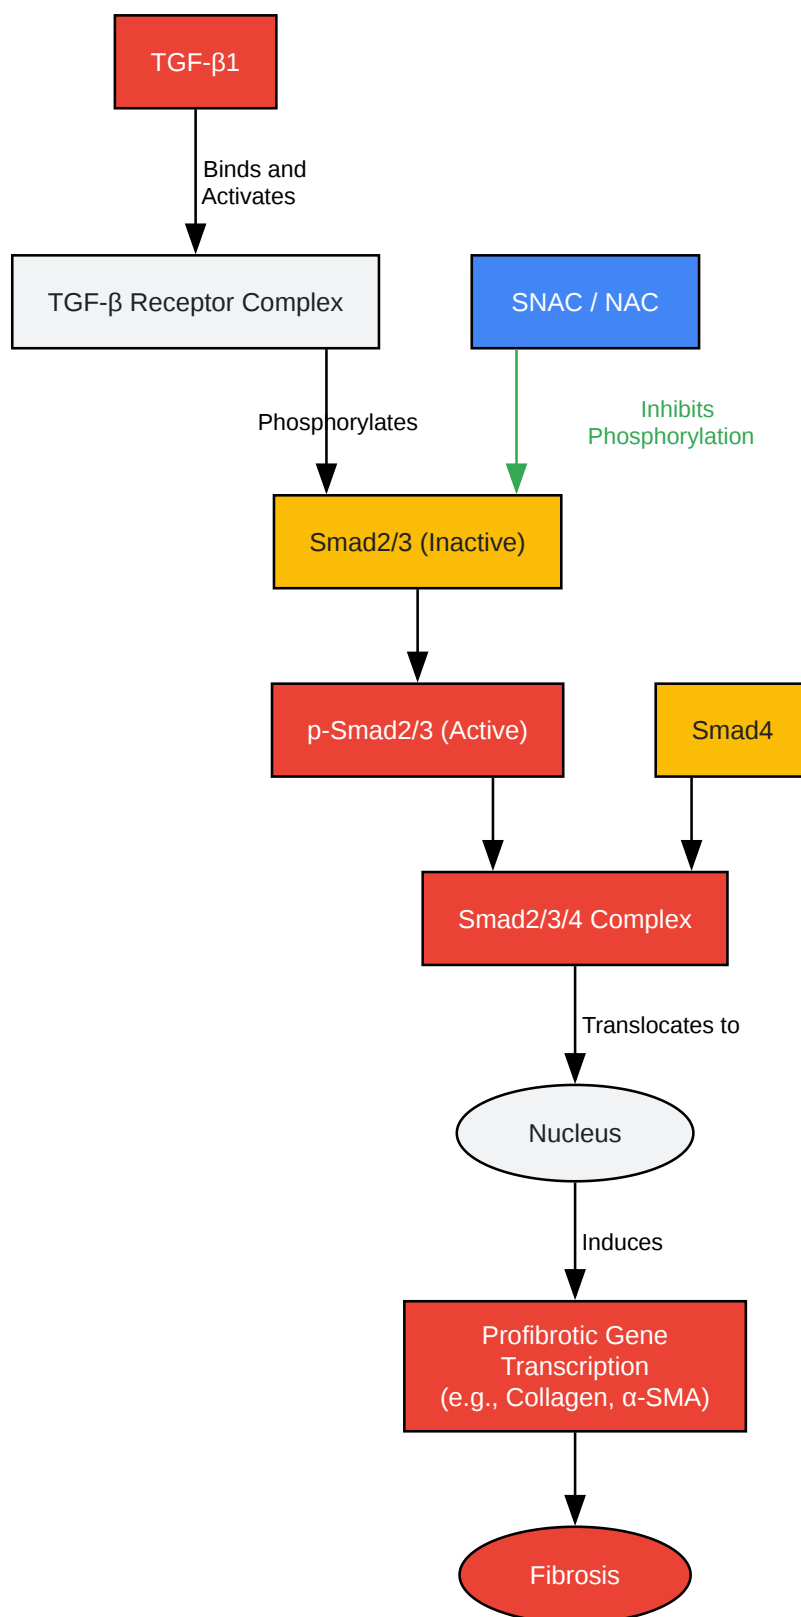 TGF-β1
Binds and
Activates
TGF-β Receptor Complex
SNAC / NAC
Phosphorylates
Inhibits
Phosphorylation
Smad2/3 (Inactive)
p-Smad2/3 (Active)
Smad4
Smad2/3/4 Complex
Translocates to
Nucleus
Induces
Profibrotic Gene
Transcription
(e.g., Collagen, α-SMA)
Fibrosis